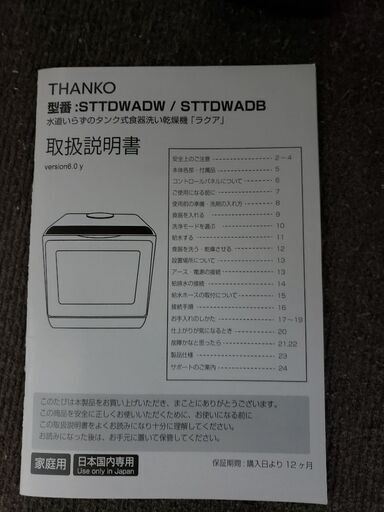 THANKO
型番:STTDWADW / STTDWADB
水道いらずのタンク式食器洗い乾燥機「ラクア」
取扱説明書
version6.0 y
安全上のご注意 2~4
本体各部・付属品 5
コントロールパネルについて 6
ご使用になる前に 7
使用前の準備・洗剤の入れ方 8
食器を入れる 9
洗浄モードを選ぶ 10
給水する 11
食器を洗う・乾燥させる 12
設置場所について 13
アース・電源の接続 13
給排水の接続 14
給水ホースの取付について 15
接続手順 16
お手入れのしかた 17~19
仕上がりが気になるとき 20
故障かなと思ったら 21,22
製品仕様 23
サポートのご案内 24
このたびは本製品をお買い上げいただき、まことにありがとうございます。
この商品を安全に正しくお使いいただくために、お使いになる前に
この取扱説明書をよくお読みになり十分に理解してください。
お読みになった後は、お手元に置いて保管してください。
家庭用
日本国内専用
Use only in Japan
保証期間:購入日より12ヶ月